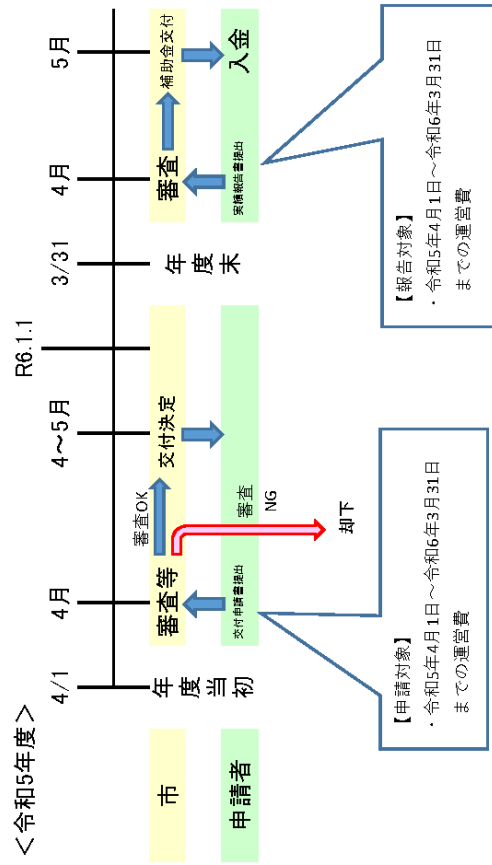 ＜令和5年度＞
4/1
4月
4～5月
R6.1.1
3/31
4月
5月
年度当初
年度末
市
審査等
審査OK
交付決定
審査
補助金交付
申請者
交付申請書提出
審査
NG
却下
実績報告書提出
入金
【申請対象】
・令和5年4月1日～令和6年3月31日
までの運営費
【報告対象】
・令和5年4月1日～令和6年3月31日
までの運営費